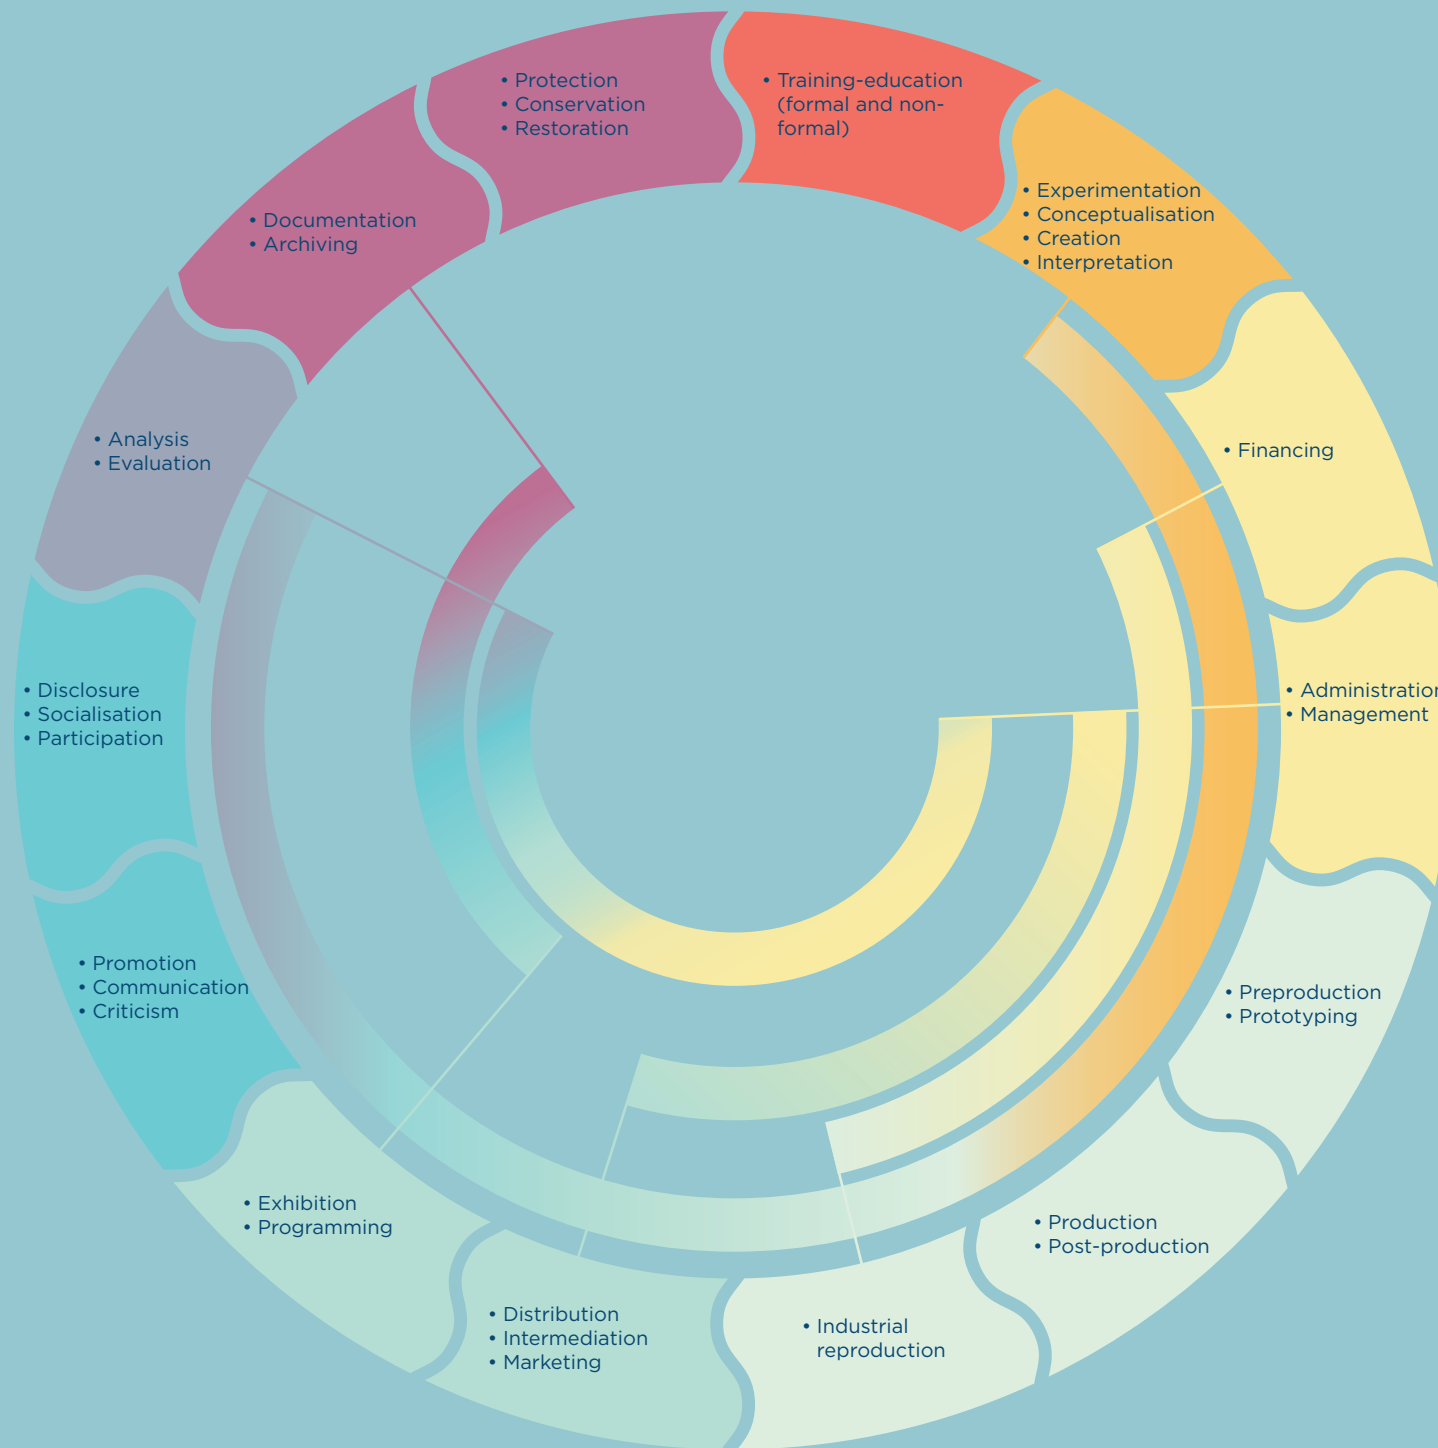 • Protection
• Conservation
• Restoration
• Training-education
(formal and non-
formal)
• Experimentation
• Conceptualisation
• Creation
• Interpretation
• Financing
• Administration
• Management
• Preproduction
• Prototyping
• Production
• Post-production
• Industrial
reproduction
• Distribution
• Intermediation
• Marketing
• Exhibition
• Programming
• Promotion
• Communication
• Criticism
• Disclosure
• Socialisation
• Participation
• Analysis
• Evaluation
• Documentation
• Archiving